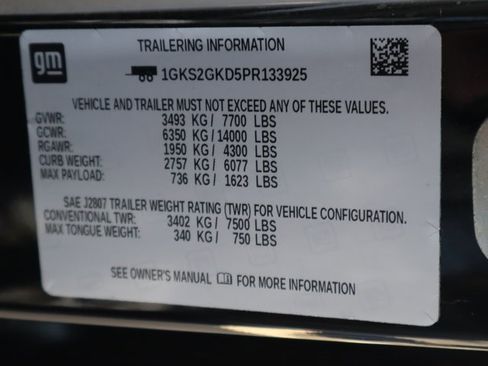 gm
TRAILERING INFORMATION
1GKS2GKD5PR133925
VEHICLE AND TRAILER MUST NOT EXCEED ANY OF THESE VALUES.
GVWR: 3493 KG / 7700 LBS
GCWR: 6350 KG / 14000 LBS
RGAWR: 1950 KG / 4300 LBS
CURB WEIGHT: 2757 KG / 6077 LBS
MAX PAYLOAD: 736 KG / 1623 LBS
SAE J2807 TRAILER WEIGHT RATING (TWR) FOR VEHICLE CONFIGURATION.
CONVENTIONAL TWR: 3402 KG / 7500 LBS
MAX TONGUE WEIGHT: 340 KG / 750 LBS
SEE OWNER'S MANUAL FOR MORE INFORMATION